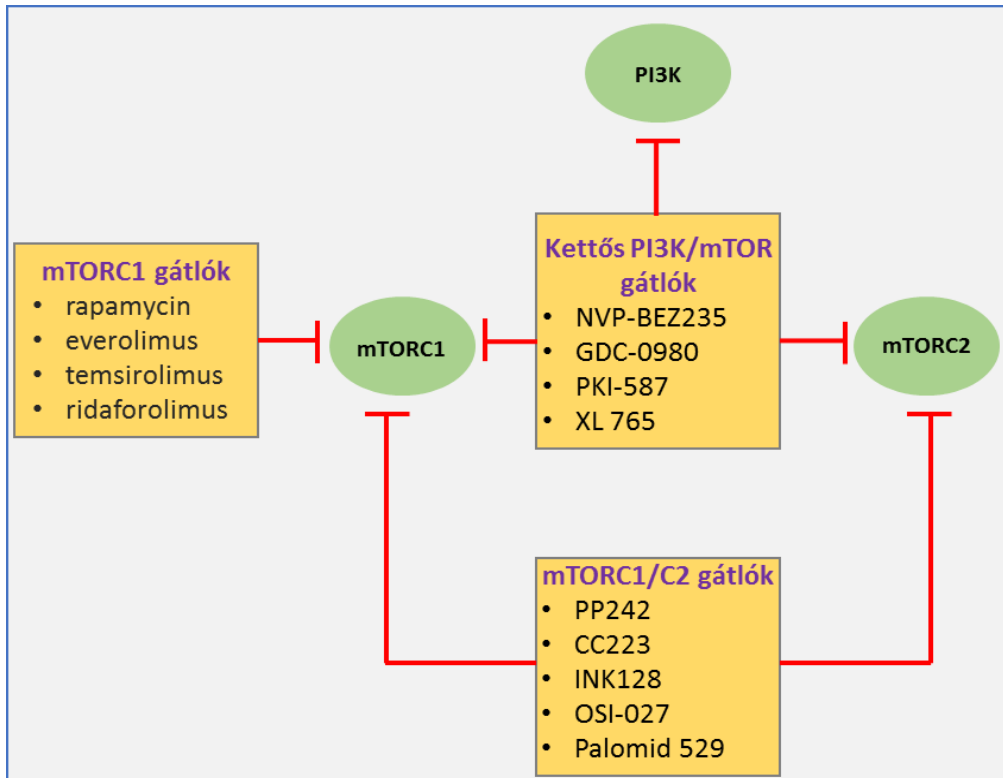 PI3K
mTORC1 gátlók
• rapamycin
• everolimus
• temsirolimus
• ridaforolimus
mTORC1
Kettős PI3K/mTOR
gátlók
• NVP-BEZ235
• GDC-0980
• PKI-587
• XL 765
mTORC2
mTORC1/C2 gátlók
• PP242
• CC223
• INK128
• OSI-027
• Palomid 529